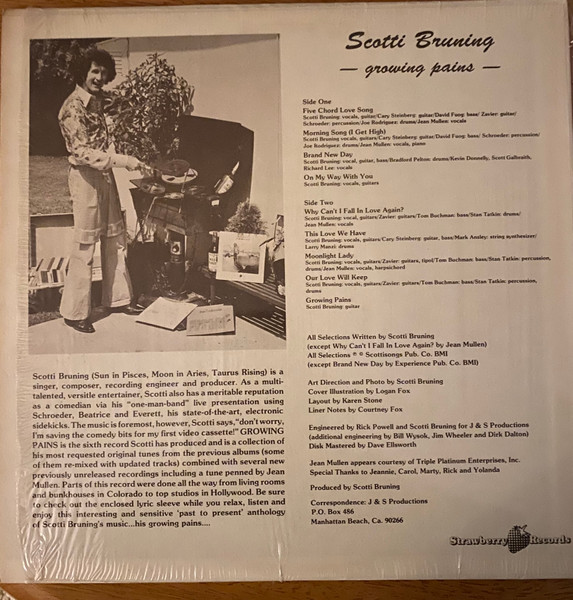 Scotti Bruning
— growing pains —
Side One
Five Chord Love Song
Scotti Bruning: vocals, guitar/Cary Steinberg: guitar/David Fung: bass/ Zavier: guitar/
Schroeder: percussion/Joe Rodriguez: drums/Jean Mullen: vocals
Morning Song (I Get High)
Scotti Bruning vocals, guitars/Cary Steinberg: guitar/David Fung: bass/ Schroeder: percussion/
Joe Rodriguez: drums/Jean Mullen: vocals, piano
Brand New Day
Scotti Bruning: vocal, guitar, bass/Bradford Pelton: drums/Kevin Donnelly, Scott Galbraith,
Richard Lee: vocals
On My Way With You
Scotti Bruning: vocals, guitars
Side Two
Why Can't I Fall In Love Again?
Scotti Bruning: vocal, guitars/Zavier: guitars/Tom Buchman: bass/Stan Tatkin: drums/
Jean Mullen: vocals
This Love We Have
Scotti Bruning: vocals, guitars/Cary Steinberg: guitar, bass/Mark Ansley: string synthesizer/
Larry Manzi: drums
Moonlight Lady
Scotti Bruning: vocals, guitars/Zavier: guitars, tipol/Tom Buchman: bass/Stan Tatkin: percussion,
drums/Jean Mullen: vocals, harpsicherd
Our Love Will Keep
Scotti Bruning: vocals, guitars/Zavier: guitars/Tom Buchman: bass/Stan Tatkin: percussion,
drums
Growing Pains
Scotti Bruning: guitar
All Selections Written by Scotti Bruning
(except Why Can't I Fall In Love Again? by Jean Mullen)
All Selections ℗ © Scottisongs Pub. Co. BMI
(except Brand New Day by Experience Pub. Co. BMI)
Art Direction and Photo by Scotti Bruning
Cover Illustration by Logan Fox
Layout by Karen Stone
Liner Notes by Courtney Fox
Engineered by Rick Powell and Scotti Bruning for J & S Productions
(additional engineering by Bill Wysok, Jim Wheeler and Dirk Dalton)
Disk Mastered by Dave Ellsworth
Jean Mullen appears courtesy of Triple Platinum Enterprises, Inc.
Special Thanks to Jeannie, Carol, Marty, Rick and Yolanda
Produced by Scotti Bruning
Correspondence: J & S Productions
P.O. Box 486
Manhattan Beach, Ca. 90266
Strawberry Records
Scotti Bruning (Sun in Pisces, Moon in Aries, Taurus Rising) is a
singer, composer, recording engineer and producer. As a multi-
talented, versitle entertainer, Scotti also has a meritable reputation
as a comedian via his "one-man-band" live presentation using
Schroeder, Beatrice and Everett, his state-of-the-art, electronic
sidekicks. The music is foremost, however, Scotti says,"don't worry,
I'm saving the comedy bits for my first video cassette!" GROWING
PAINS is the sixth record Scotti has produced and is a collection of
his most requested original tunes from the previous albums (some
of them re-mixed with updated tracks) combined with several new
previously unreleased recordings including a tune penned by Jean
Mullen. Parts of this record were done all the way from living rooms
and bunkhouses in Colorado to top studios in Hollywood. Be sure
to check out the enclosed lyric sleeve while you relax, listen and
enjoy this interesting and sensitive 'past to present' anthology
of Scotti Bruning's music...his growing pains....